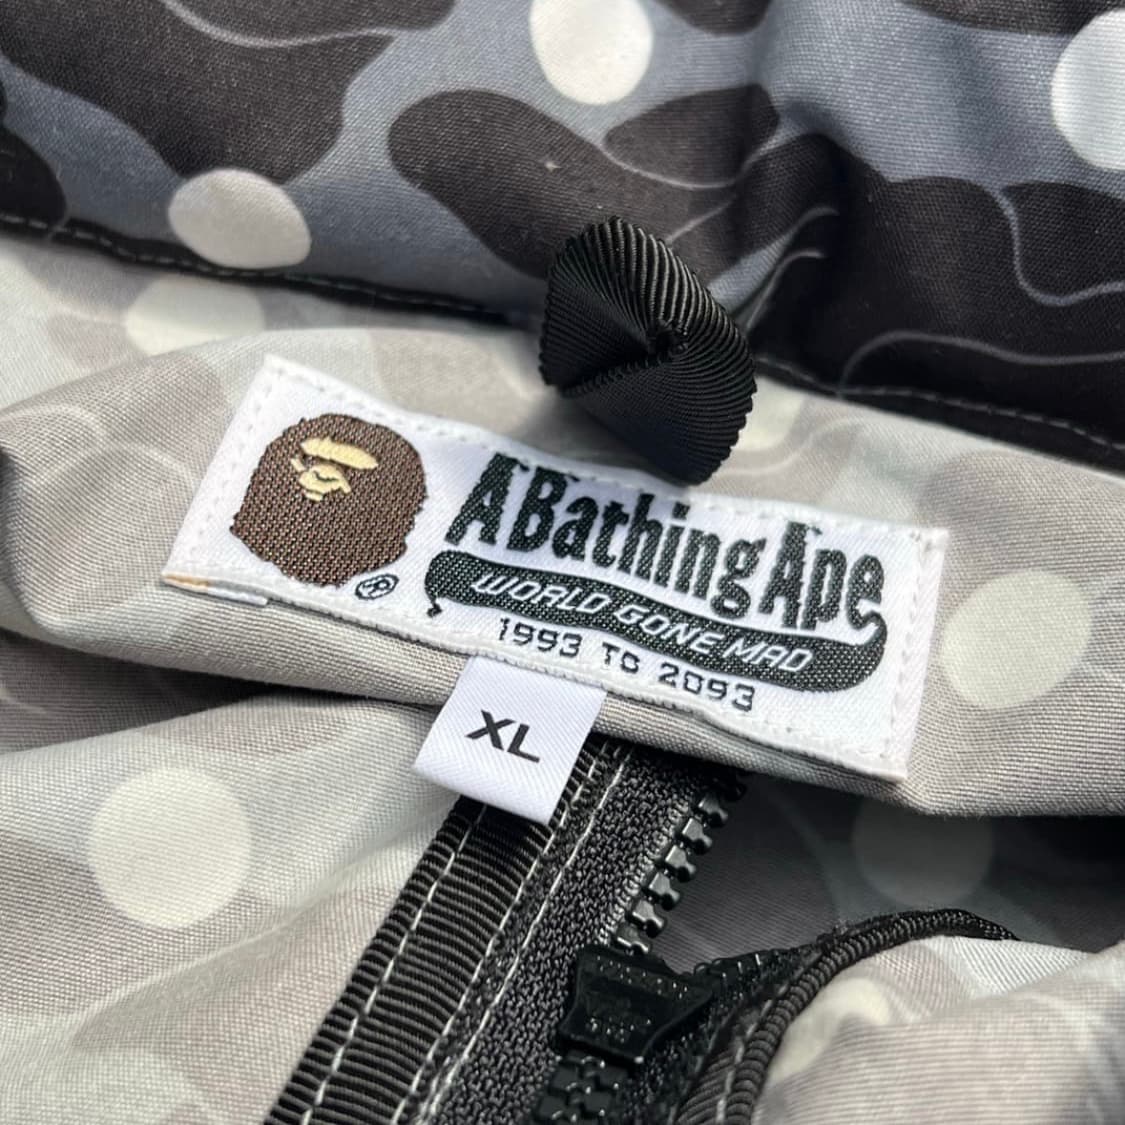 A Bathing Ape
WORLD GONE MAD
1993 TO 2093
XL